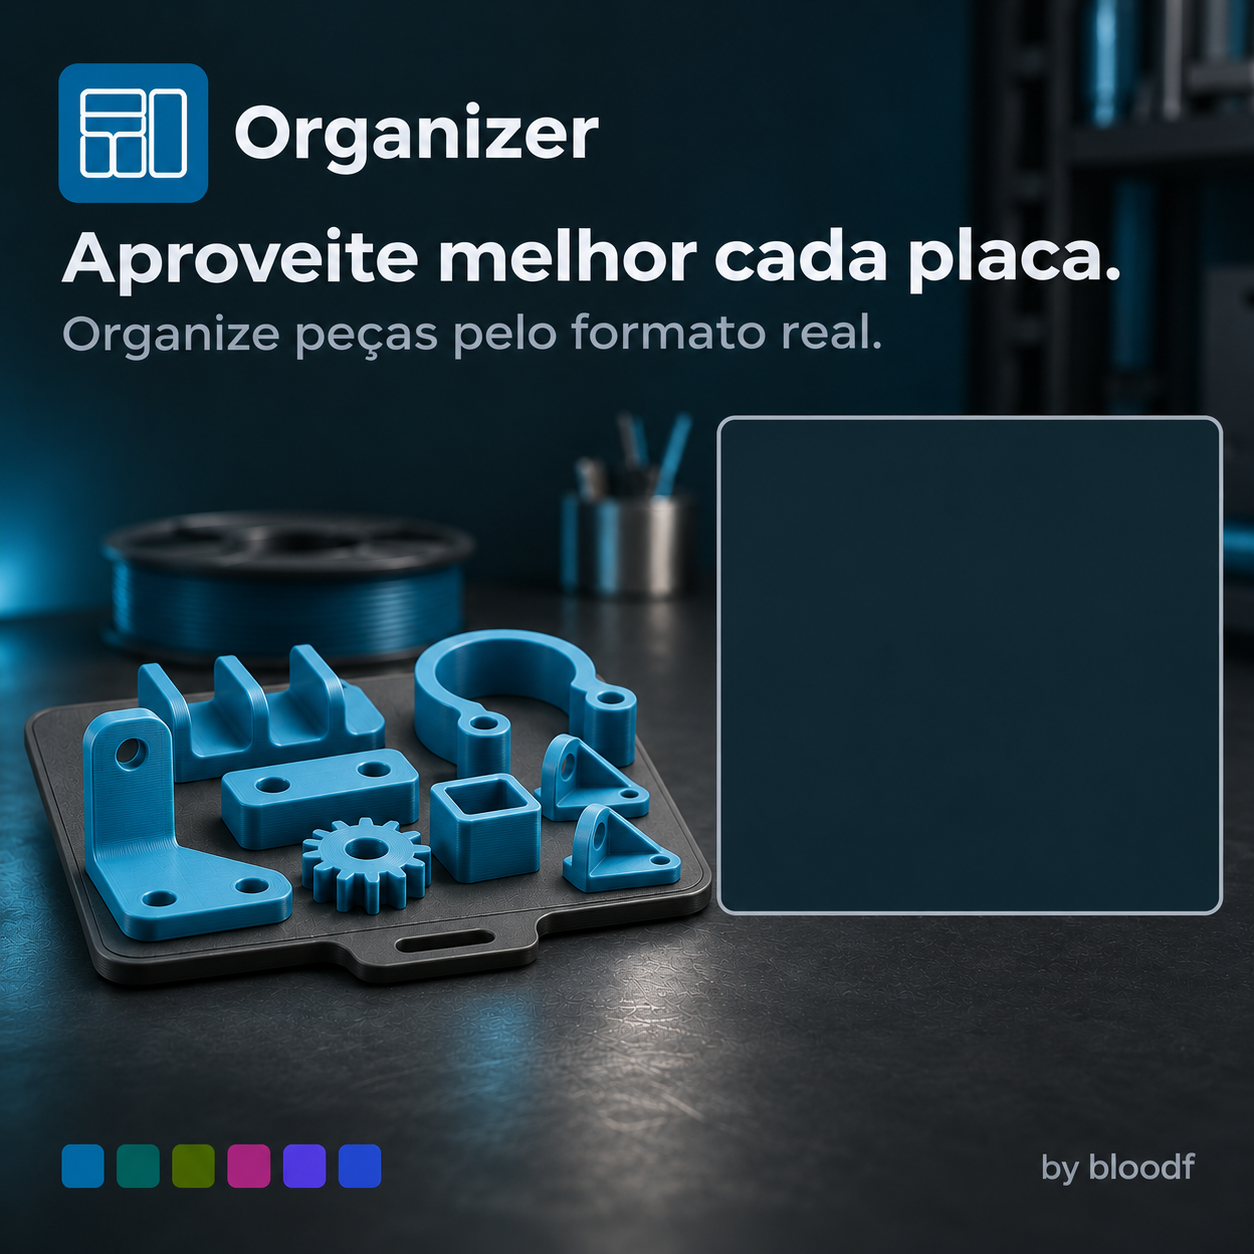 Organizer
Aproveite melhor cada placa.
Organize peças pelo formato real.
by bloodf